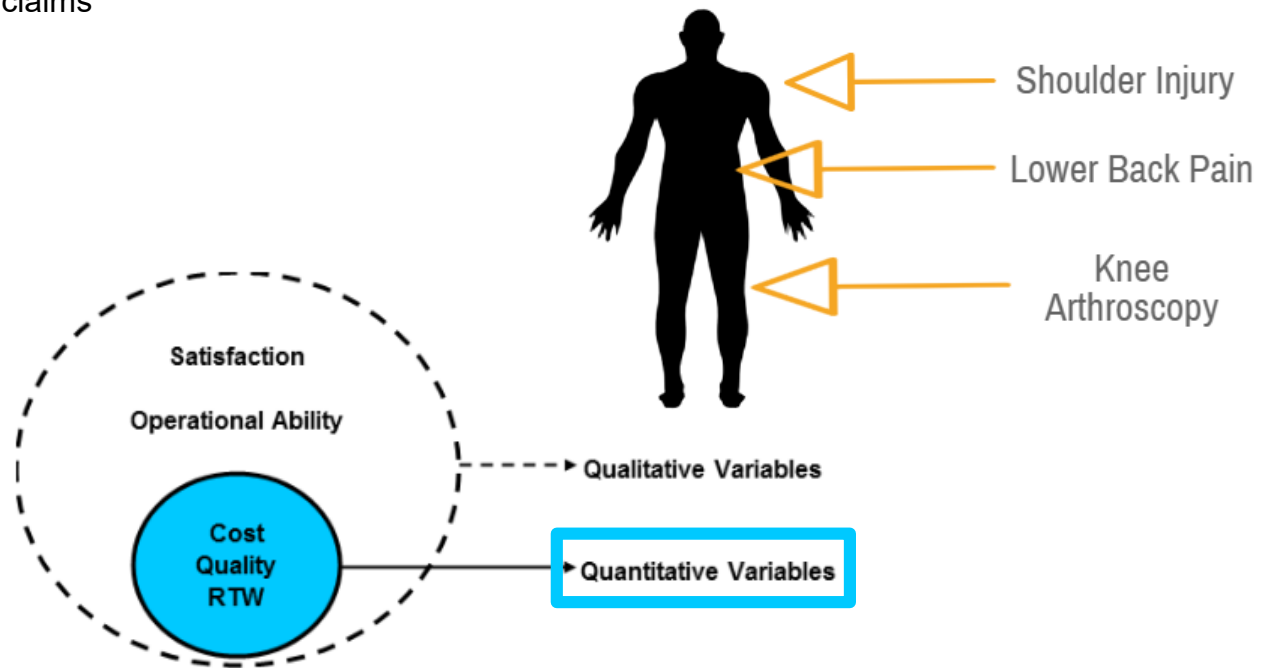 claims
Shoulder Injury
Lower Back Pain
Knee
Arthroscopy
Satisfaction
Operational Ability
Qualitative Variables
Cost
Quality
RTW
Quantitative Variables